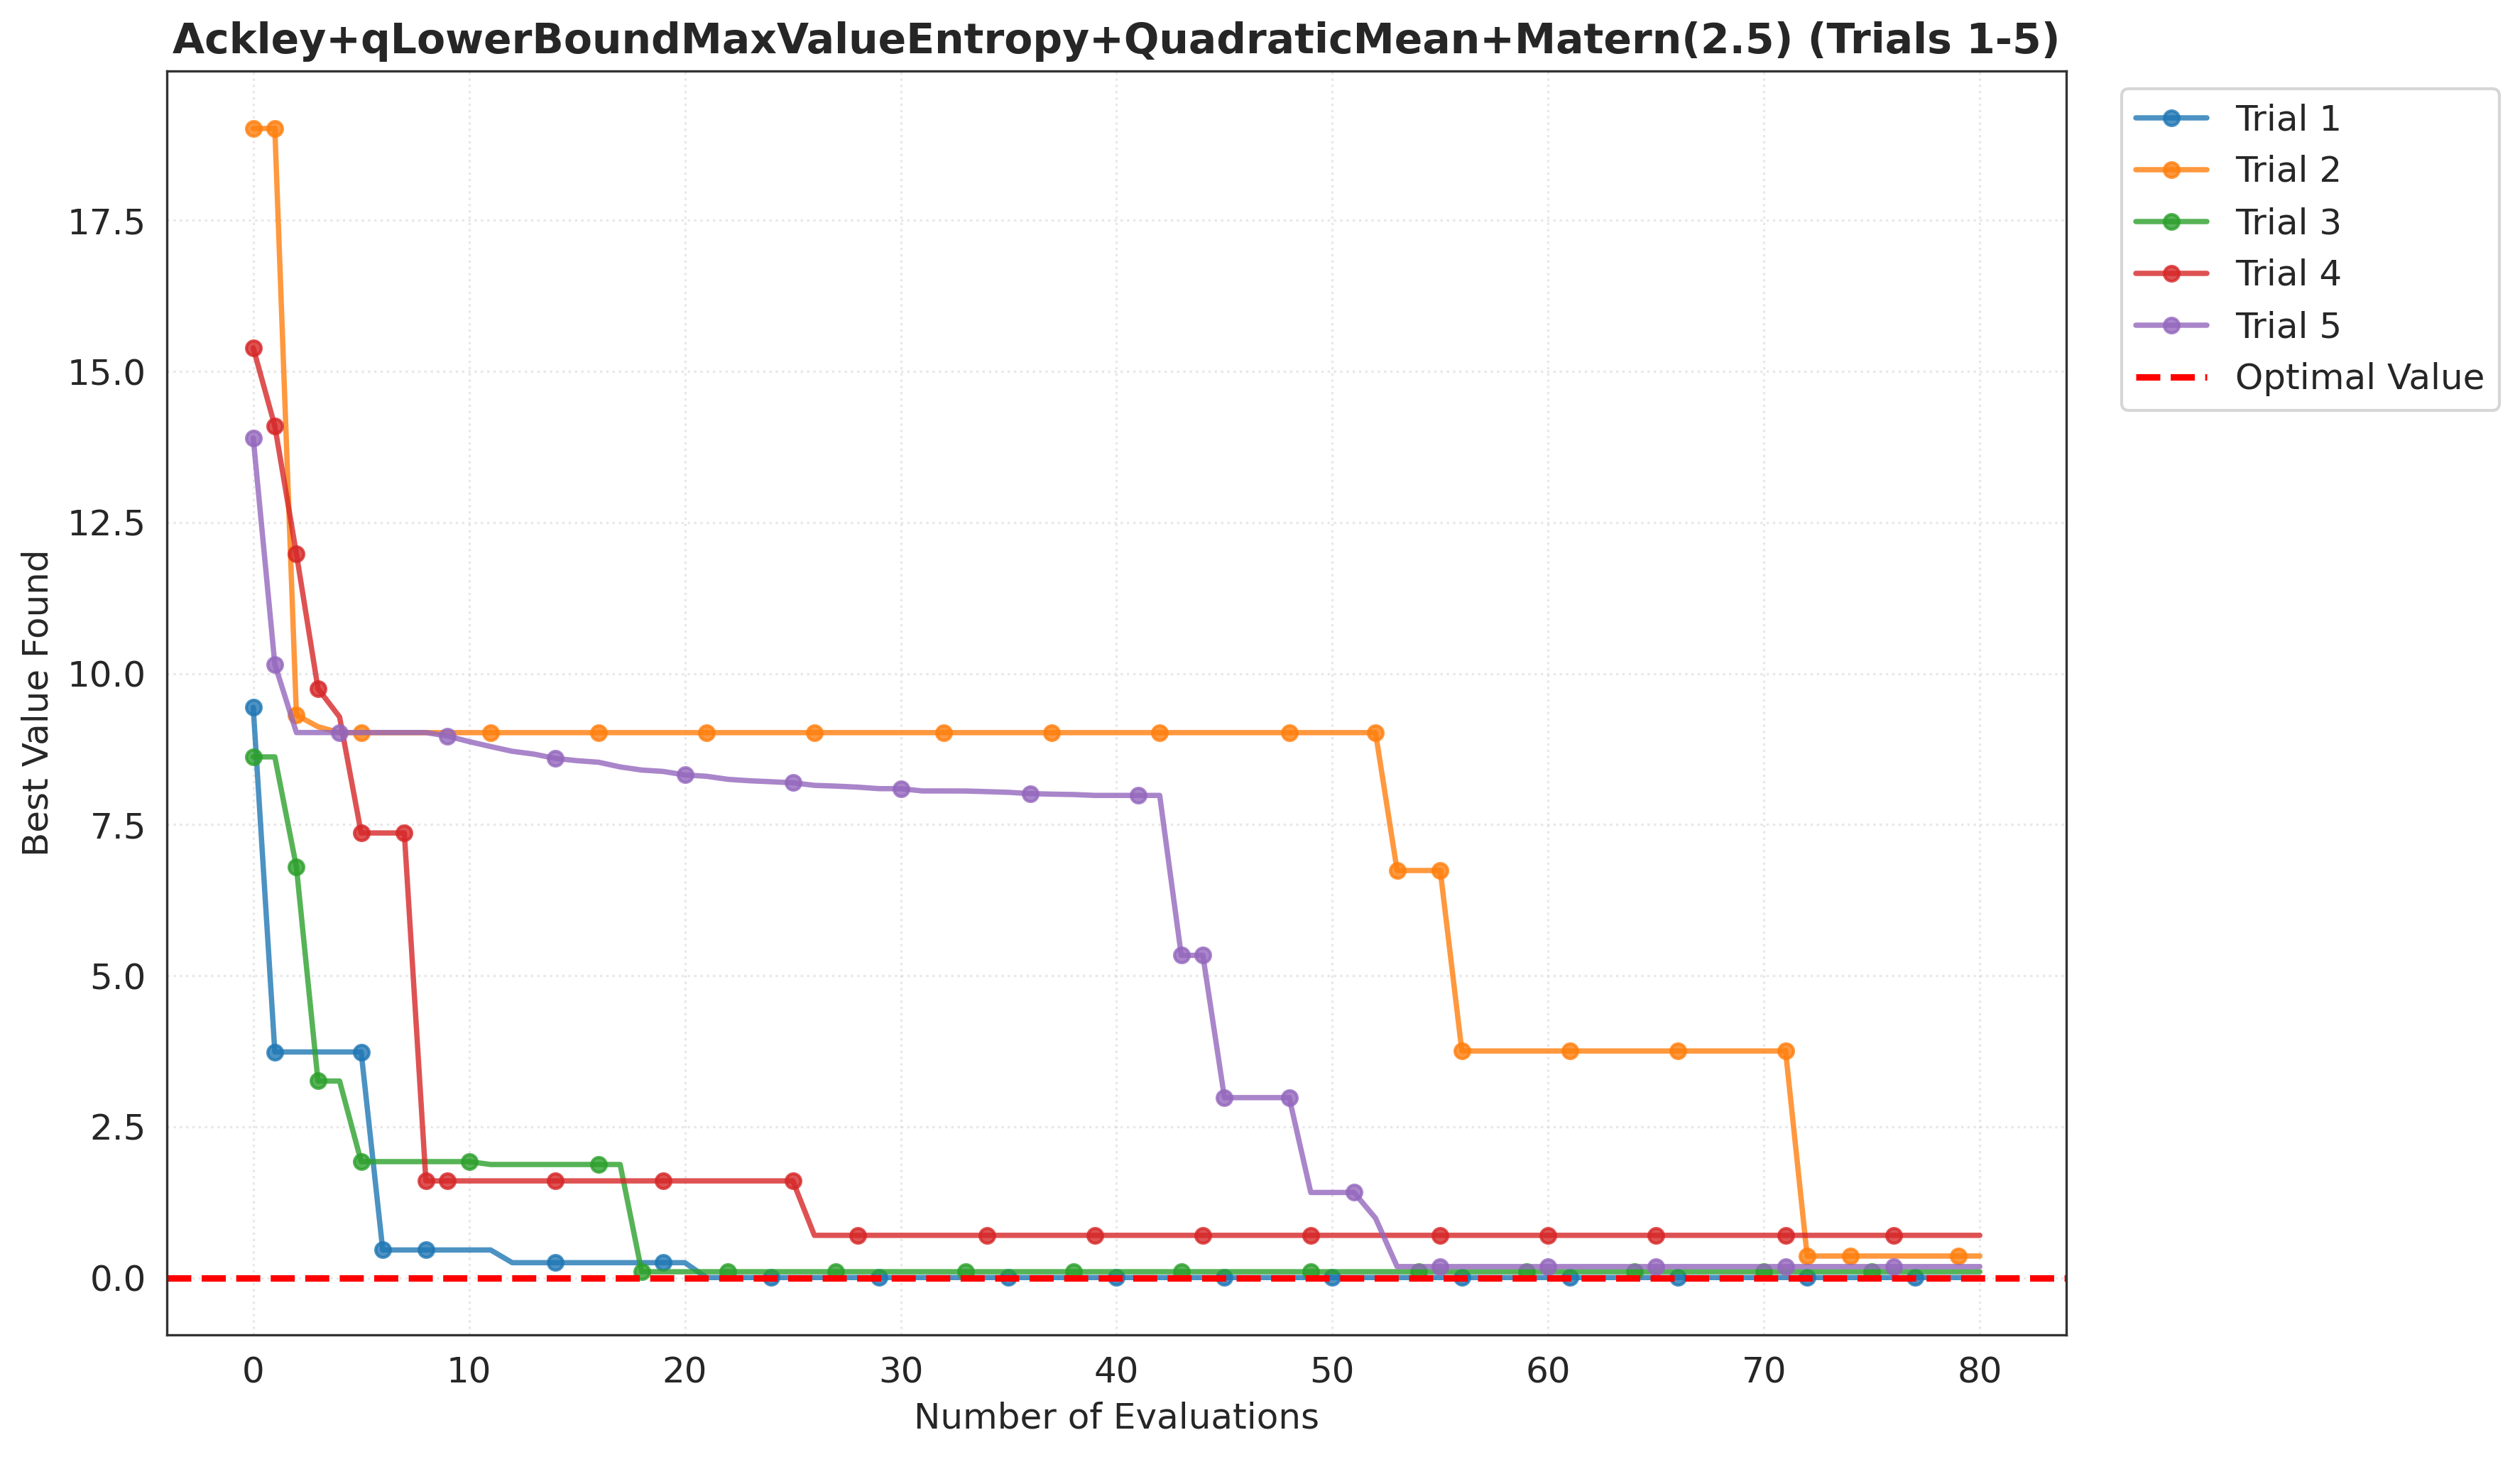 Ackley+qLowerBoundMaxValueEntropy+QuadraticMean+Matern(2.5) (Trials 1-5)
Trial 1
Trial 2
Trial 3
Trial 4
Trial 5
Optimal Value
Best Value Found
17.5
15.0
12.5
10.0
7.5
5.0
2.5
0.0
0 10 20 30 40 50 60 70 80
Number of Evaluations